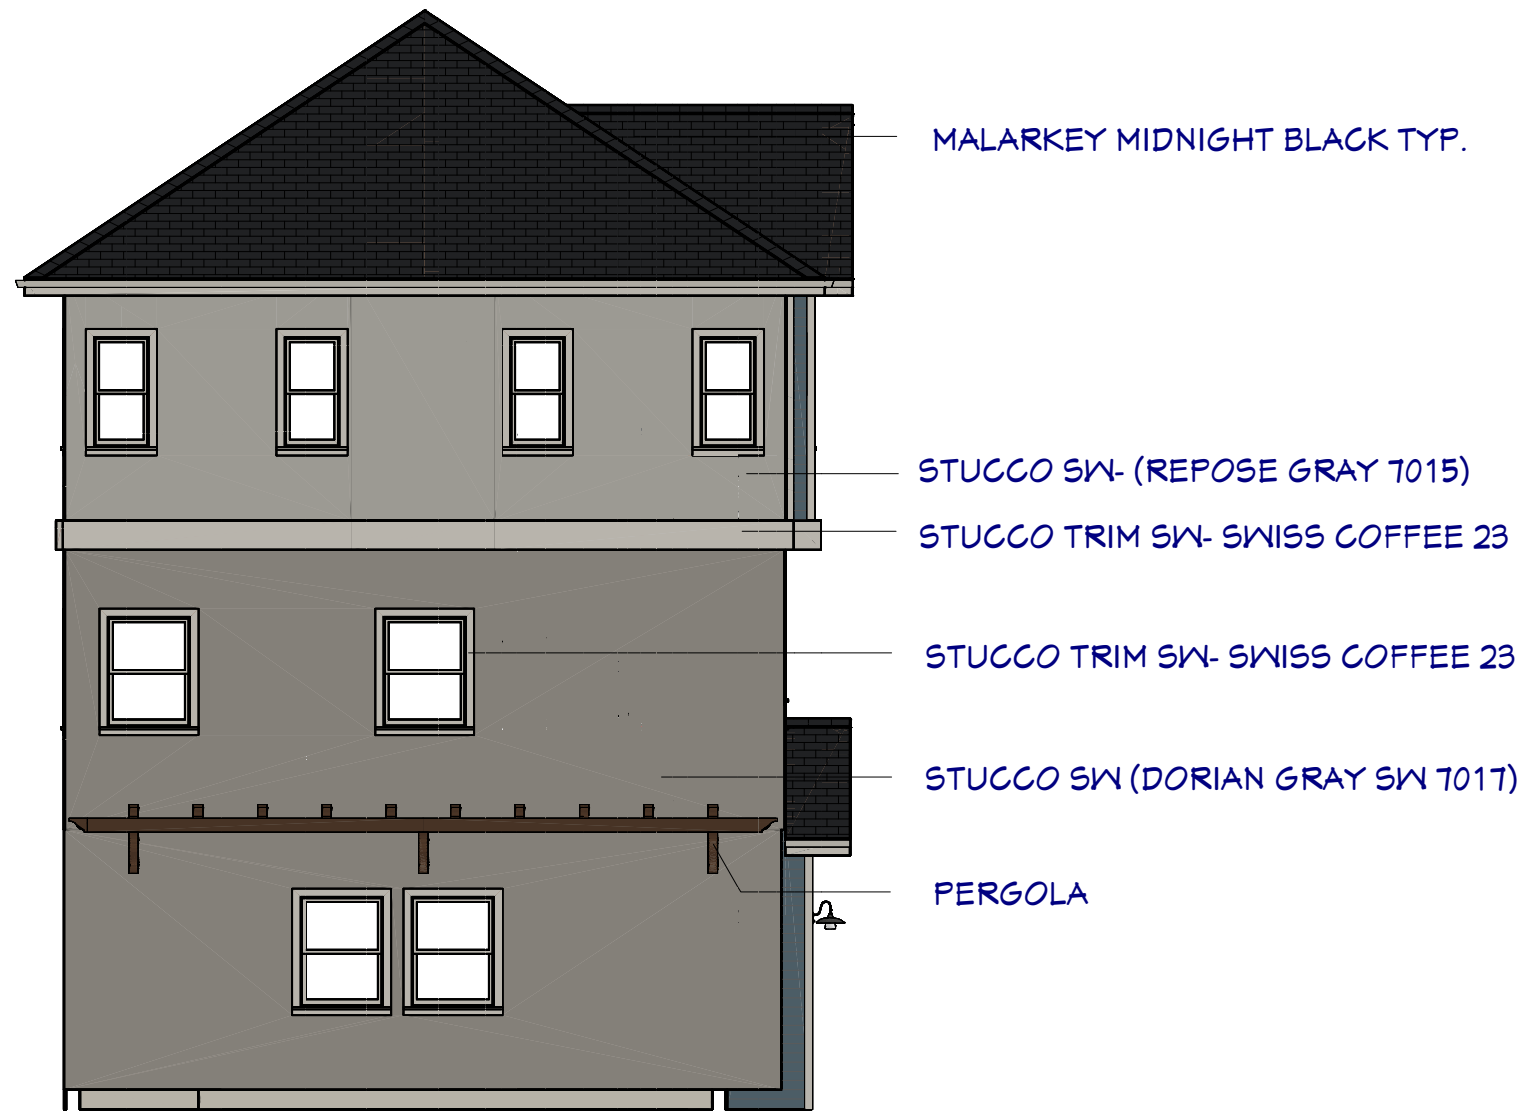 MALARKEY MIDNIGHT BLACK TYP.
STUCCO SW- (REPOSE GRAY 7015)
STUCCO TRIM SW- SWISS COFFEE 23
STUCCO TRIM SW- SWISS COFFEE 23
STUCCO SW (DORIAN GRAY SW 7017)
PERGOLA